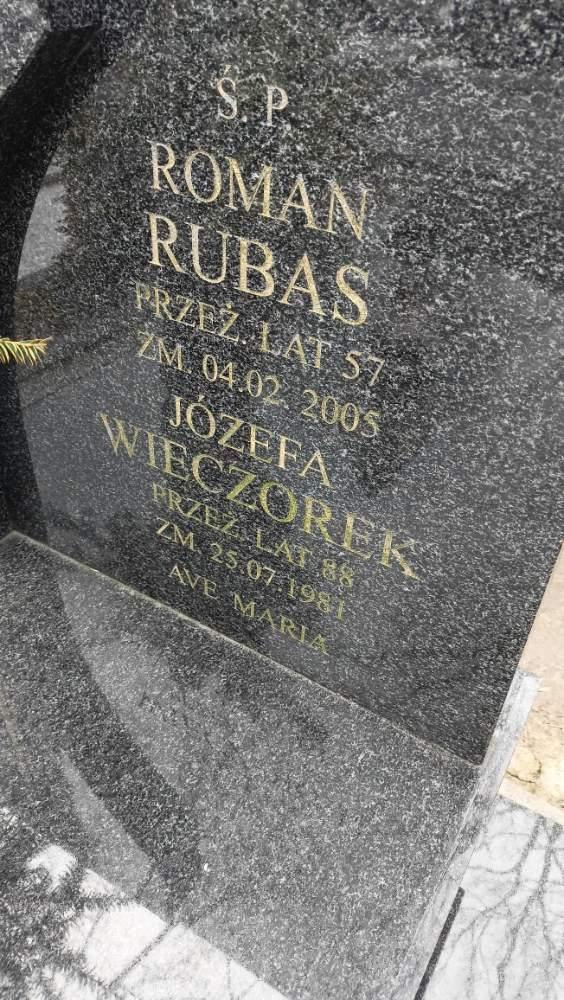 Ś. P.
ROMAN
RUBAS
PRZEŻ. LAT 57
ZM. 04.02. 2005
JÓZEFA
WIECZOREK
PRZEŻ. LAT 88
ZM. 25.07.1981
AVE MARIA